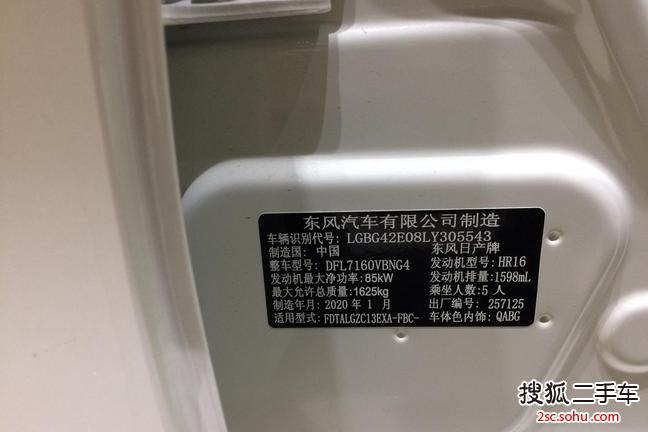 东风汽车有限公司制造
车辆识别代号: LGBG42E08LY305543
制造国: 中国 东风日产牌
整车型号: DFL7160VBNG4 发动机型号: HR16
发动机最大净功率: 85kW 发动机排量: 1598mL
最大允许总质量: 1625kg 乘坐人数: 5 人
制造年月: 2020 年 1 月 出厂编号: 257125
适用型式: FDTALGZC13EXA-FBC- 车体色内饰: QABG
搜狐二手车
2sc.sohu.com